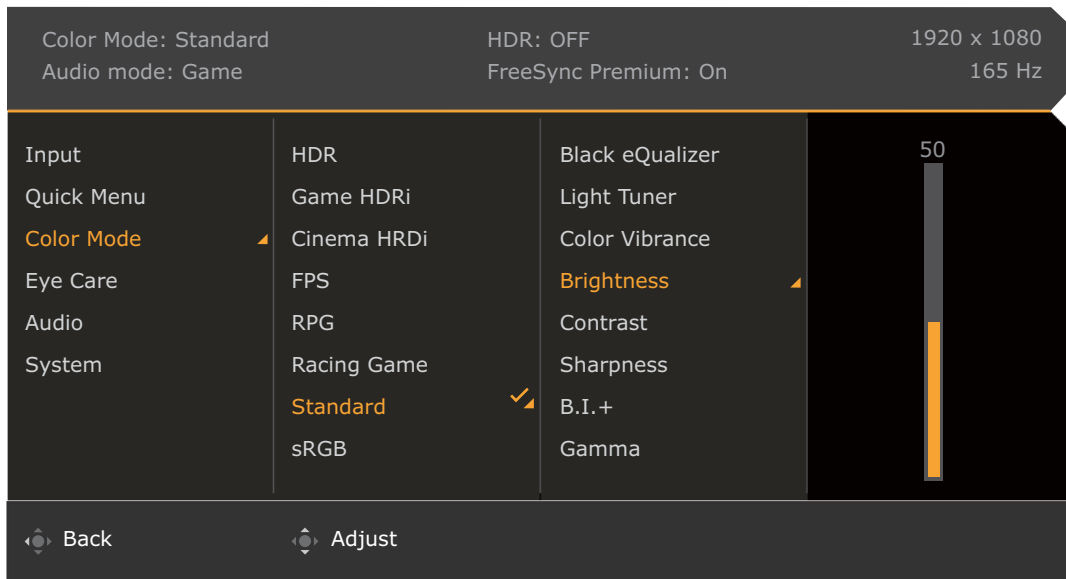 Color Mode: Standard
HDR: OFF
1920 x 1080
Audio mode: Game
FreeSync Premium: On
165 Hz
Input
Quick Menu
Color Mode
Eye Care
Audio
System
HDR
Game HDRi
Cinema HRDi
FPS
RPG
Racing Game
Standard
sRGB
Black eQualizer
Light Tuner
Color Vibrance
Brightness
Contrast
Sharpness
B.I.+
Gamma
50
Back
Adjust